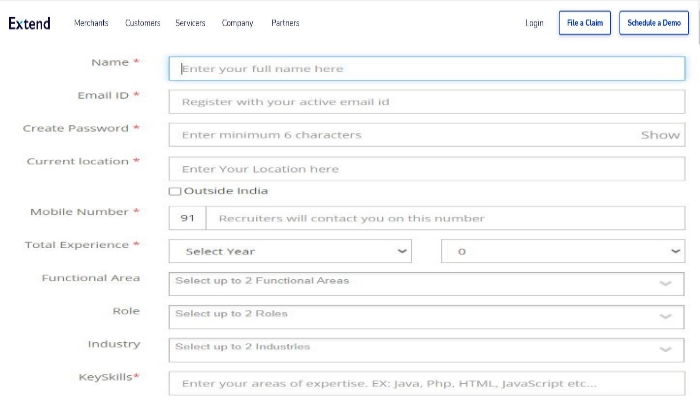 Extend Merchants Customers Servicers Company Partners Login File a Claim Schedule a Demo
Name * Enter your full name here
Email ID * Register with your active email id
Create Password * Enter minimum 6 characters Show
Current location * Enter Your Location here
Outside India
Mobile Number * 91 Recruiters will contact you on this number
Total Experience * Select Year 0
Functional Area Select up to 2 Functional Areas
Role Select up to 2 Roles
Industry Select up to 2 Industries
KeySkills* Enter your areas of expertise. EX: Java, Php, HTML, JavaScript etc...